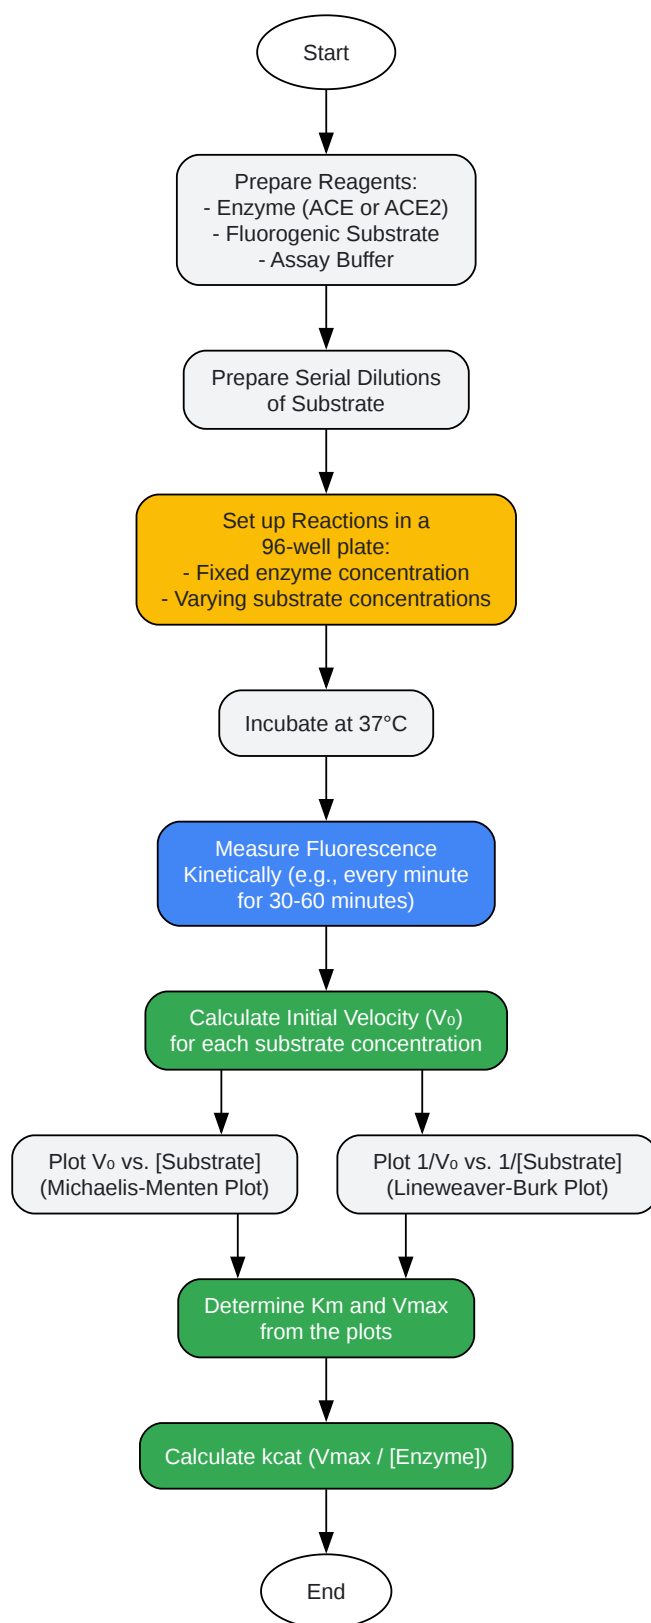 Start
Prepare Reagents:
- Enzyme (ACE or ACE2)
- Fluorogenic Substrate
- Assay Buffer
Prepare Serial Dilutions
of Substrate
Set up Reactions in a
96-well plate:
- Fixed enzyme concentration
- Varying substrate concentrations
Incubate at 37°C
Measure Fluorescence
Kinetically (e.g., every minute
for 30-60 minutes)
Calculate Initial Velocity (V₀)
for each substrate concentration
Plot V₀ vs. [Substrate]
(Michaelis-Menten Plot)
Plot 1/V₀ vs. 1/[Substrate]
(Lineweaver-Burk Plot)
Determine Km and Vmax
from the plots
Calculate kcat (Vmax / [Enzyme])
End